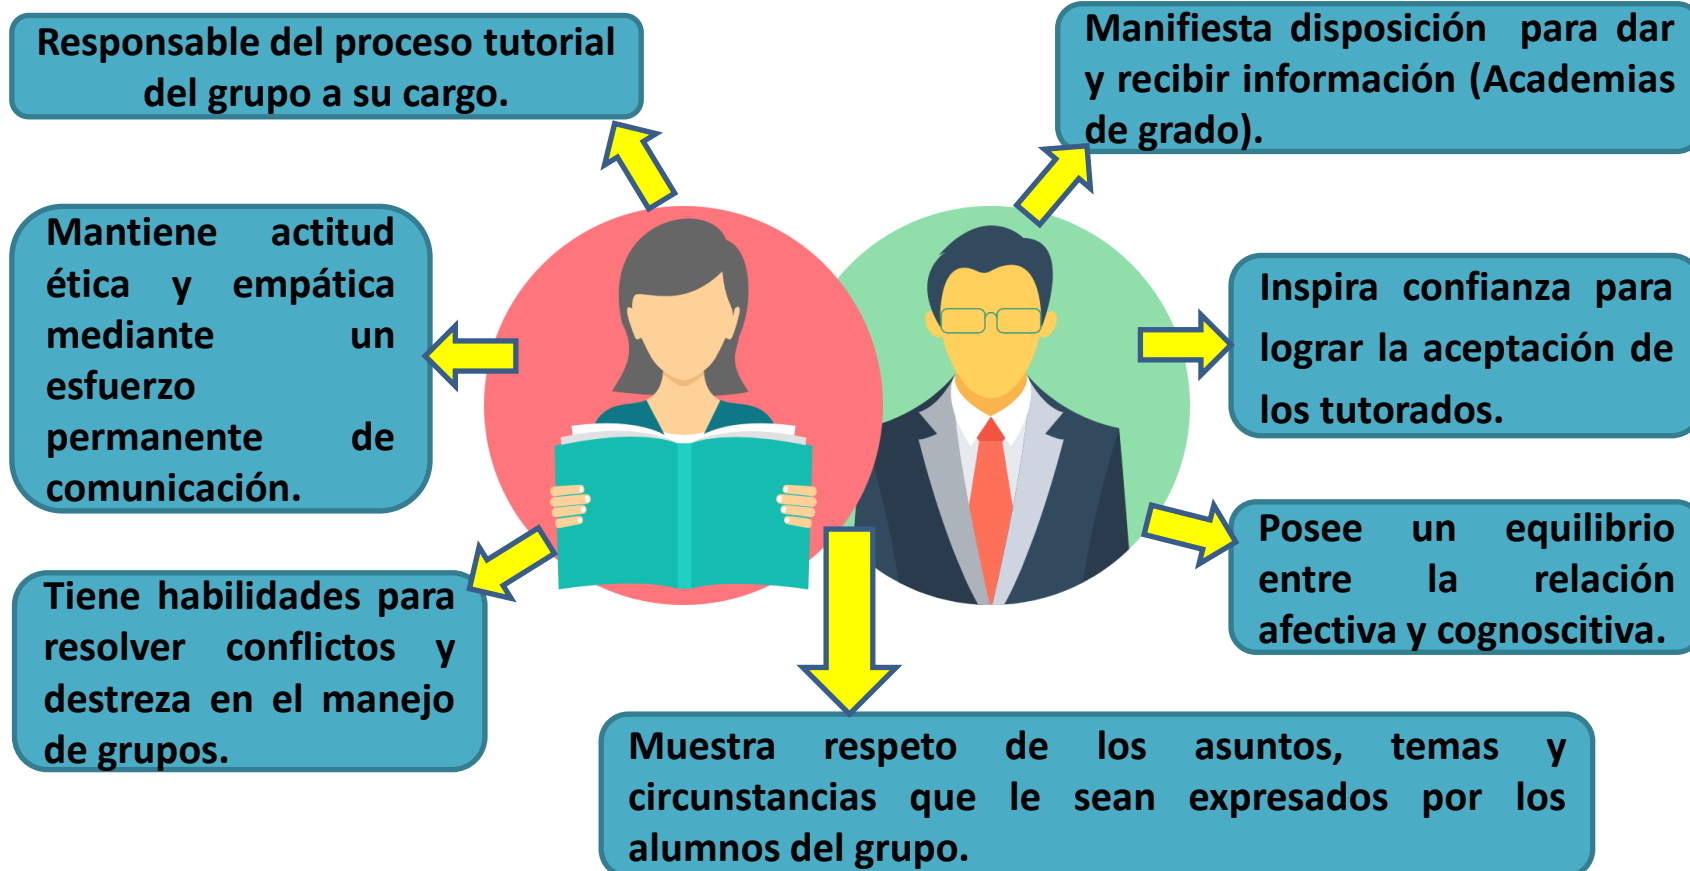 Responsable del proceso tutorial
del grupo a su cargo.
Manifiesta disposición para dar
y recibir información (Academias
de grado).
Mantiene actitud
ética y empática
mediante un
esfuerzo
permanente de
comunicación.
Inspira confianza para
lograr la aceptación de
los tutorados.
Tiene habilidades para
resolver conflictos y
destreza en el manejo
de grupos.
Posee un equilibrio
entre la relación
afectiva y cognoscitiva.
Muestra respeto de los asuntos, temas y
circunstancias que le sean expresados por los
alumnos del grupo.